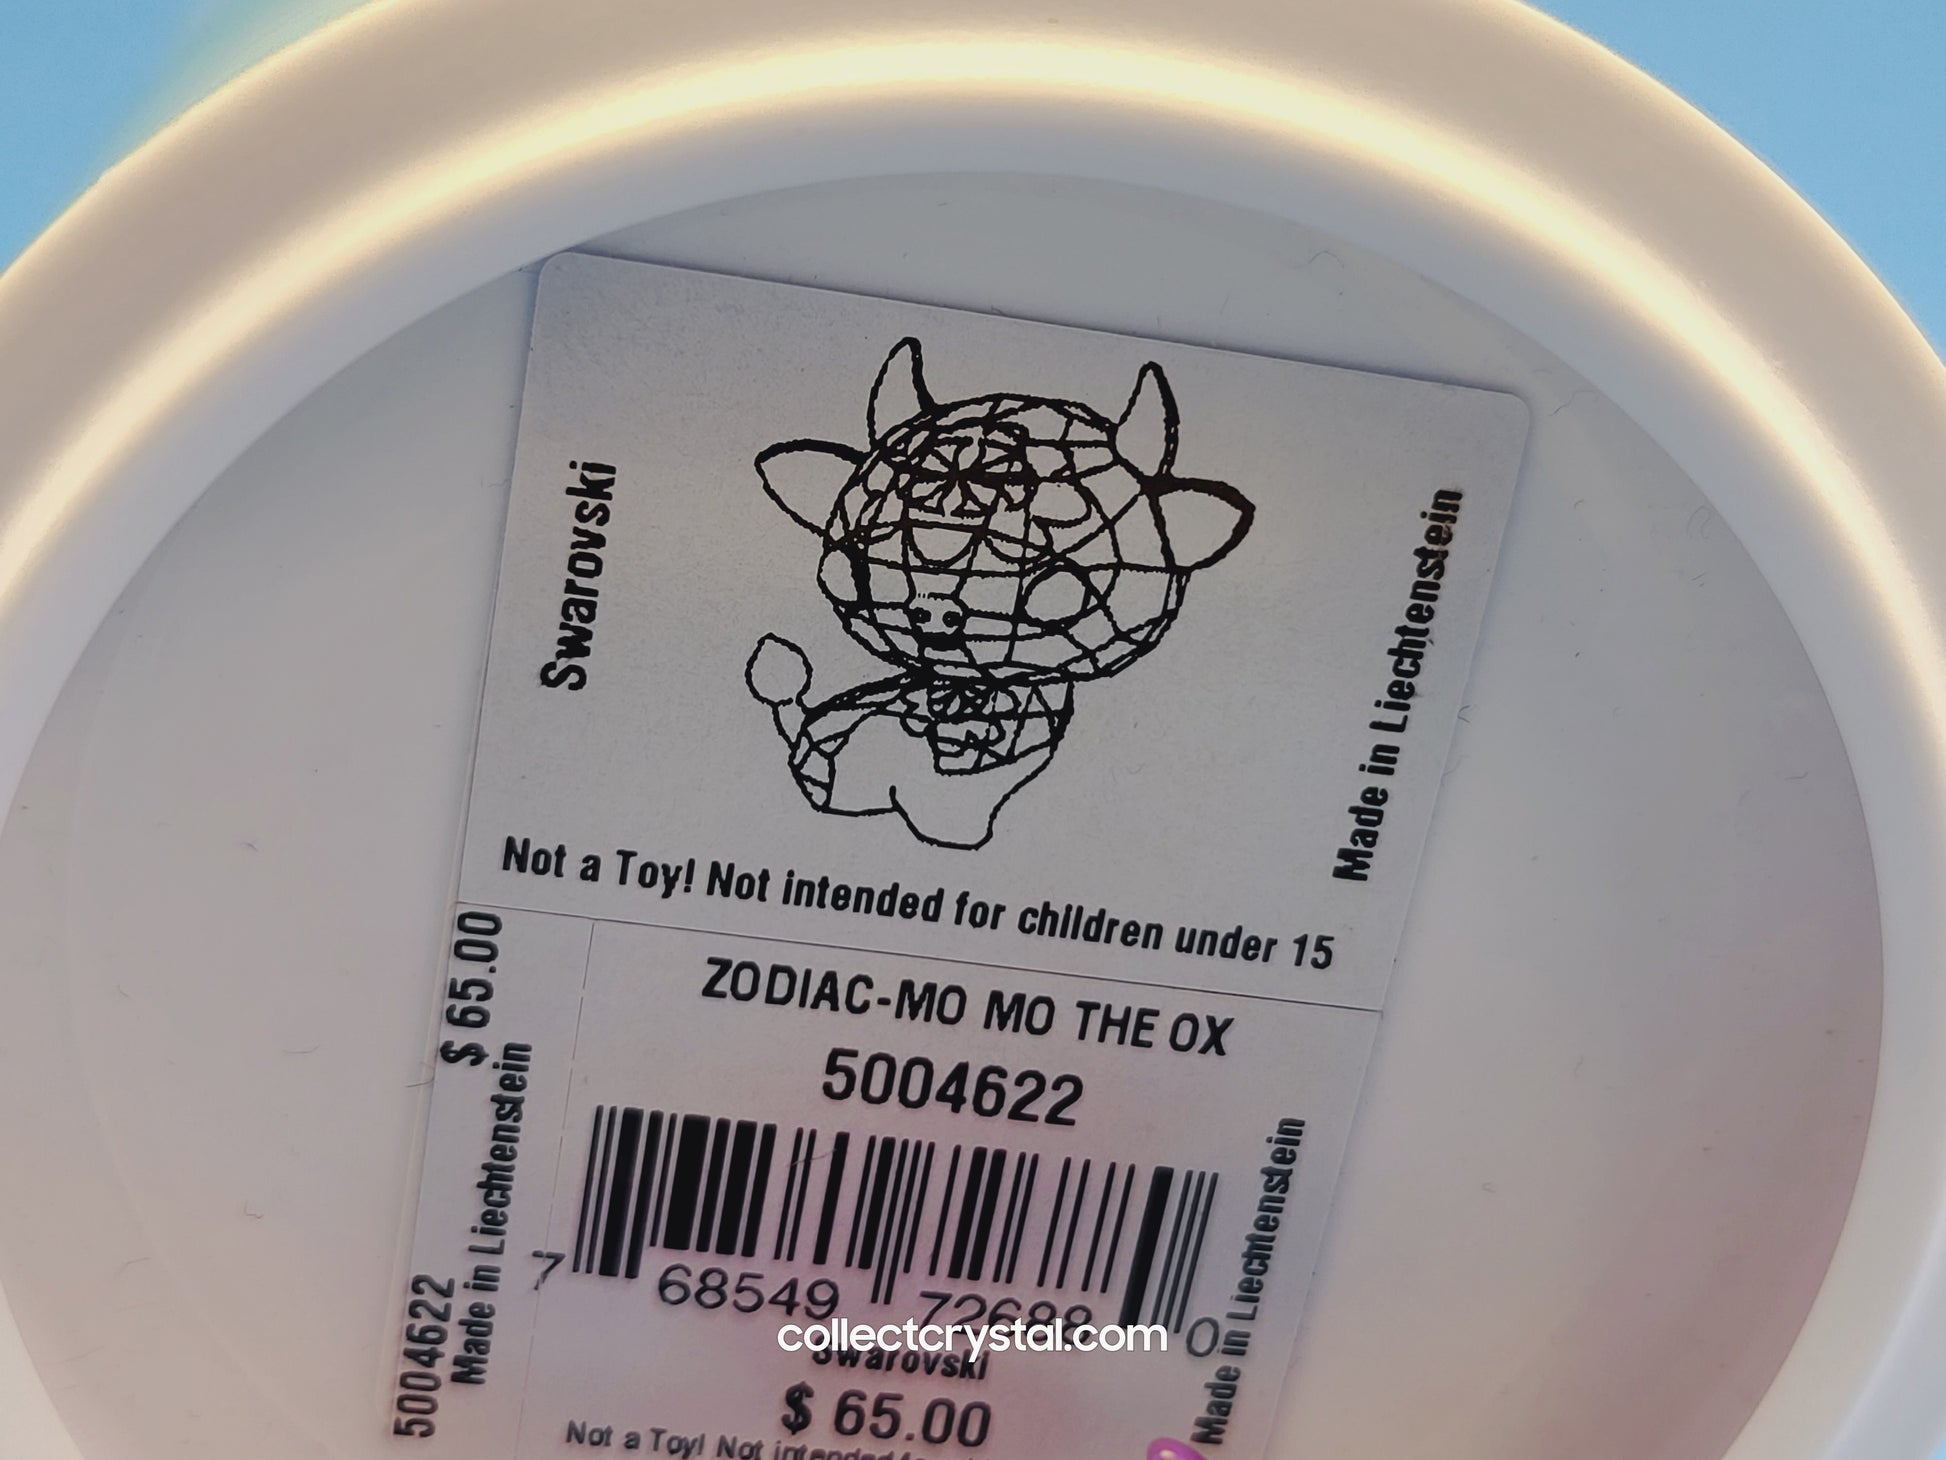 Swarovski
Made in Liechtenstein
Not a Toy! Not intended for children under 15
$ 65.00
Made in Liechtenstein
5004622
ZODIAC-MO MO THE OX
5004622
7 68549 72688 0
Made in Liechtenstein
collectcrystal.com
Swarovski
$ 65.00
Not a Toy! Not intended